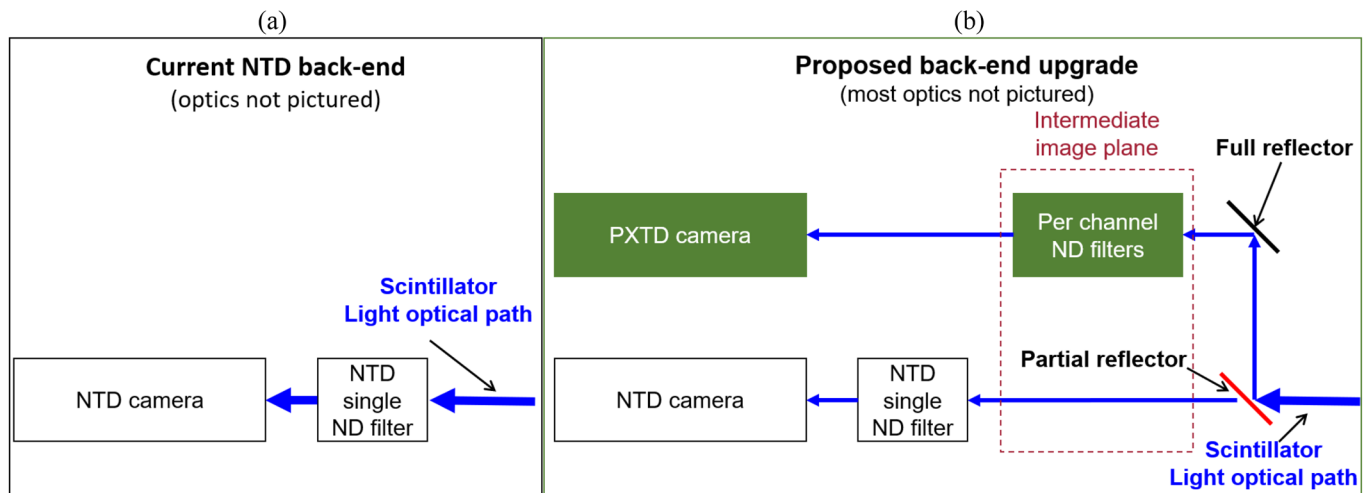 (a)
Current NTD back-end
(optics not pictured)
Scintillator
Light optical path
NTD camera
NTD
single
ND filter
(b)
Proposed back-end upgrade
(most optics not pictured)
Intermediate
image plane
Full reflector
PXTD camera
Per channel
ND filters
Partial reflector
NTD camera
NTD
single
ND filter
Scintillator
Light optical path